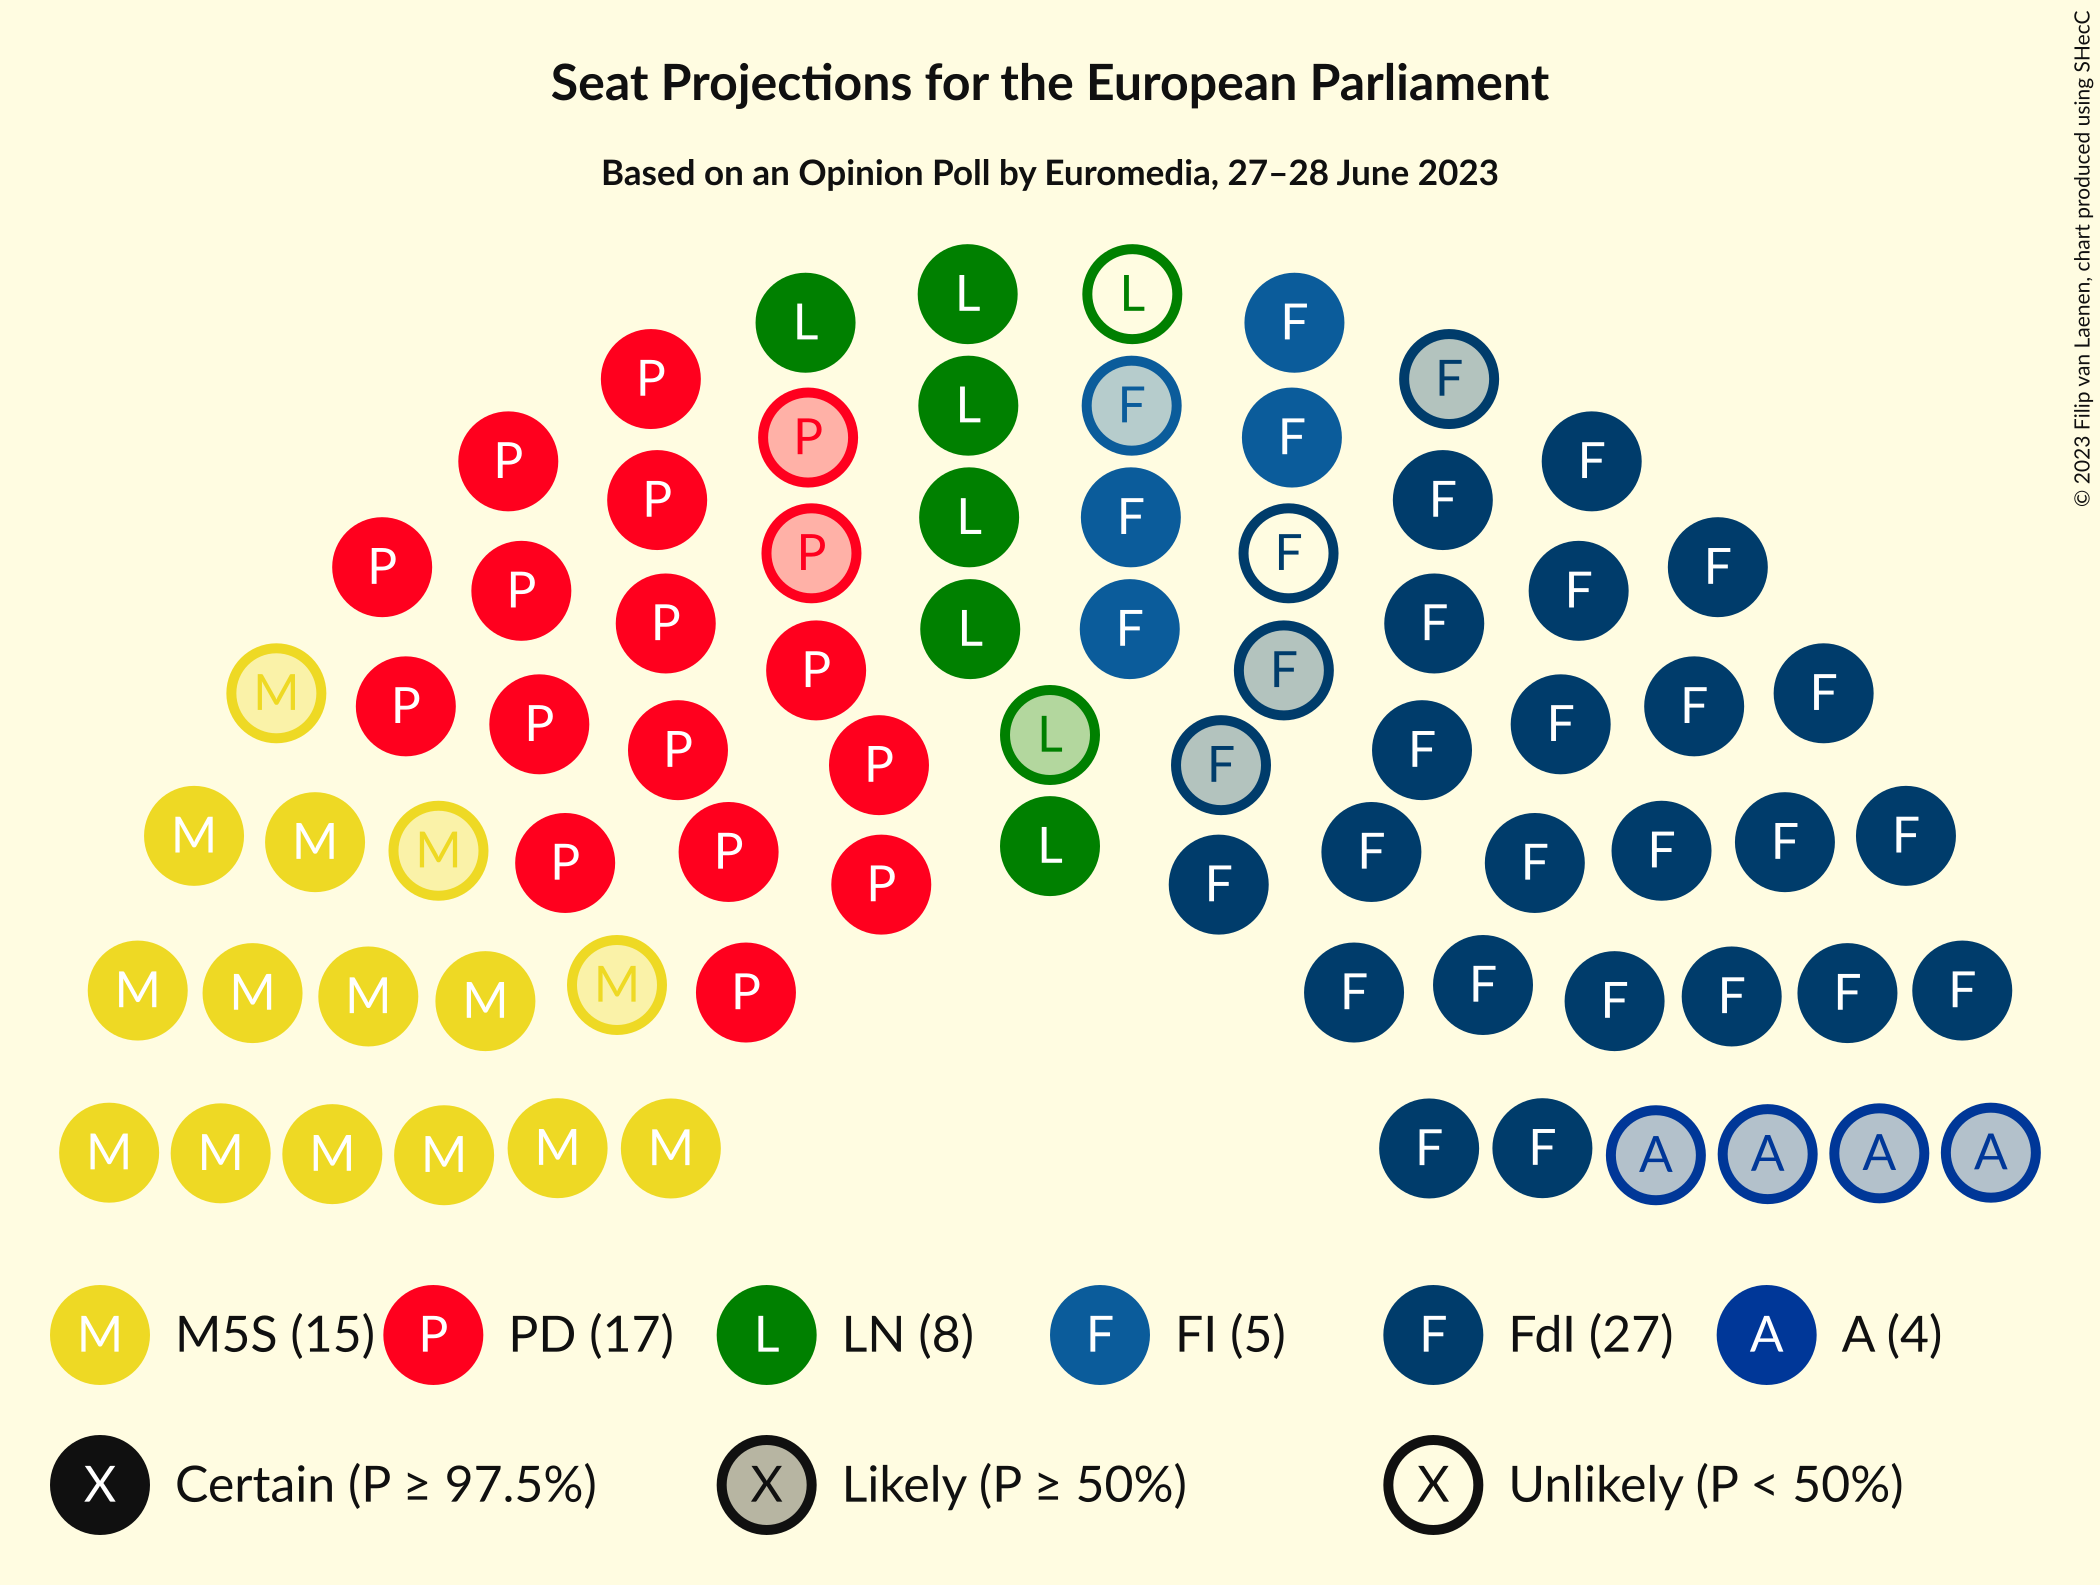 Seat Projections for the European Parliament
Based on an Opinion Poll by Euromedia, 27–28 June 2023
© 2023 Filip van Laenen, chart produced using SHecC
L L
L F
P F
L F
P P F F
P F
P P L F F F
P P F F
P L F
P F
M P P P P L F F F F F F
P L F
M M M P P P L F F F F F F
P F
M M M M M P F F F F F F
M M M M M M F F A A A A
M M5S (15) P PD (17) L LN (8) F FI (5) F FdI (27) A A (4)
X Certain (P ≥ 97.5%) X Likely (P ≥ 50%) X Unlikely (P < 50%)